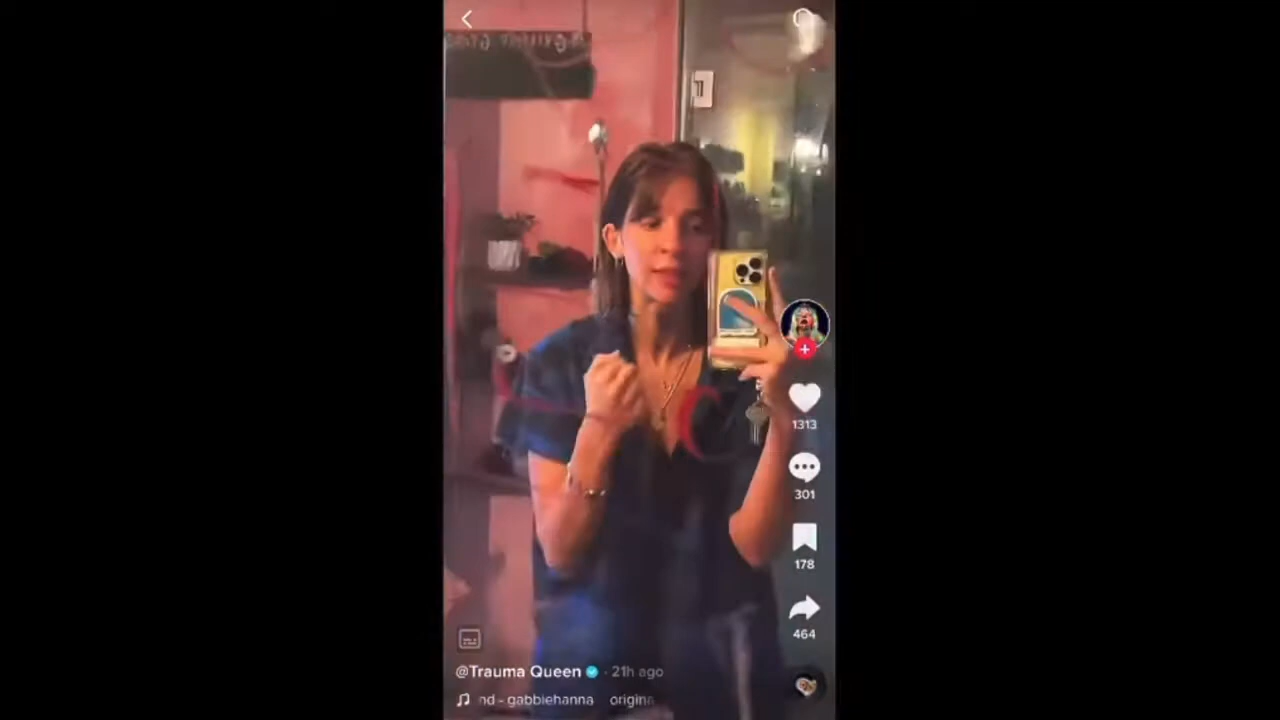 1313
301
178
464
@Trauma Queen · 21h ago
nd - gabbiehanna origina